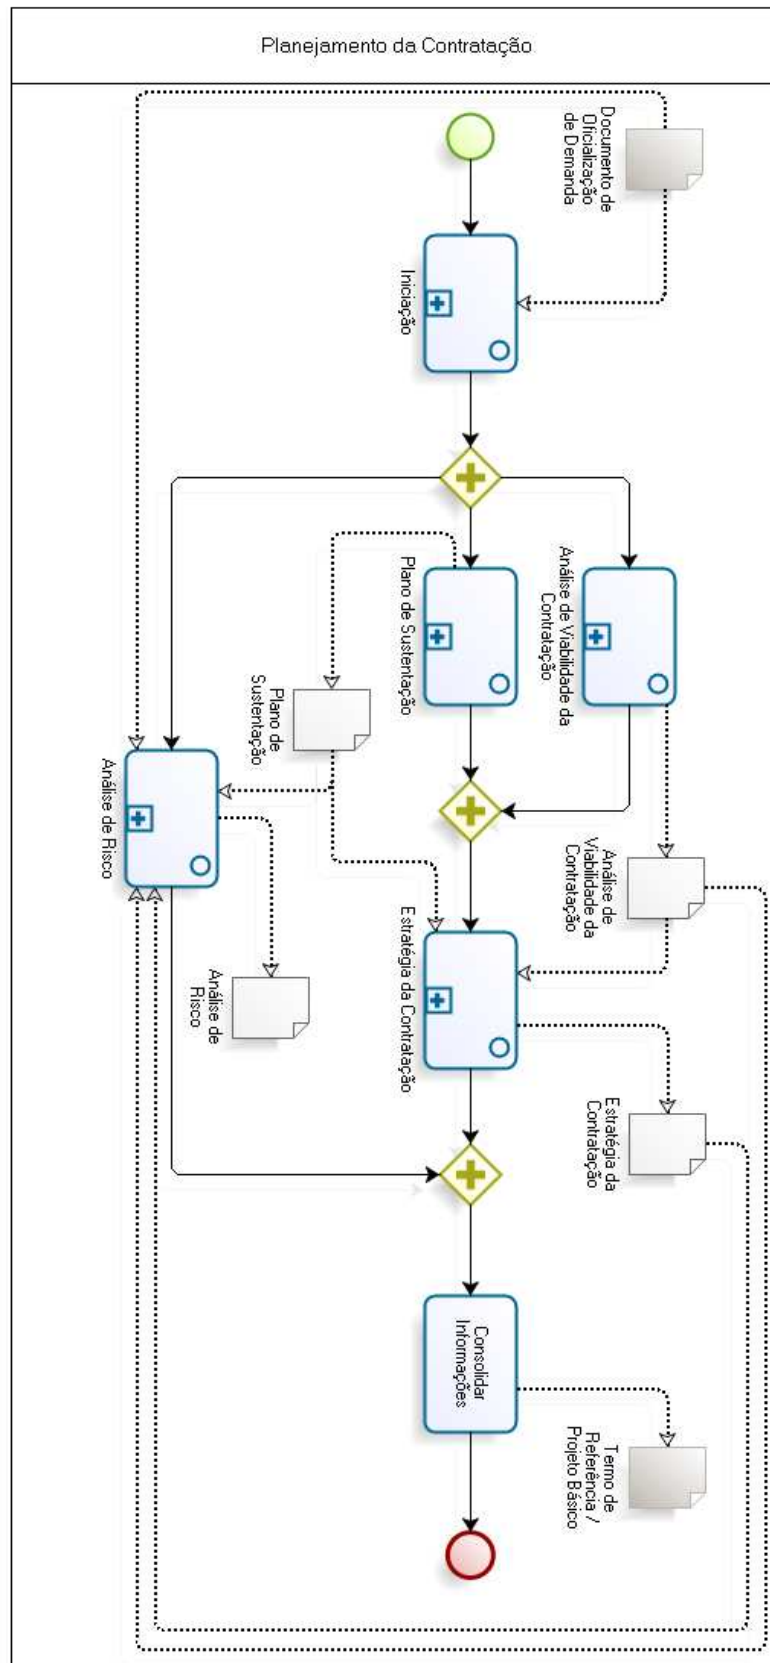 Planejamento da Contratação
Documento de
Oficialização
de Demanda
Iniciação
Análise de Viabilidade da
Contratação
Plano de Sustentação
Plano de
Sustentação
Análise de Risco
Análise de
Viabilidade da
Contratação
Estratégia da Contratação
Análise de
Risco
Estratégia da
Contratação
Consolidar
Informações
Termo de
Referência /
Projeto Básico